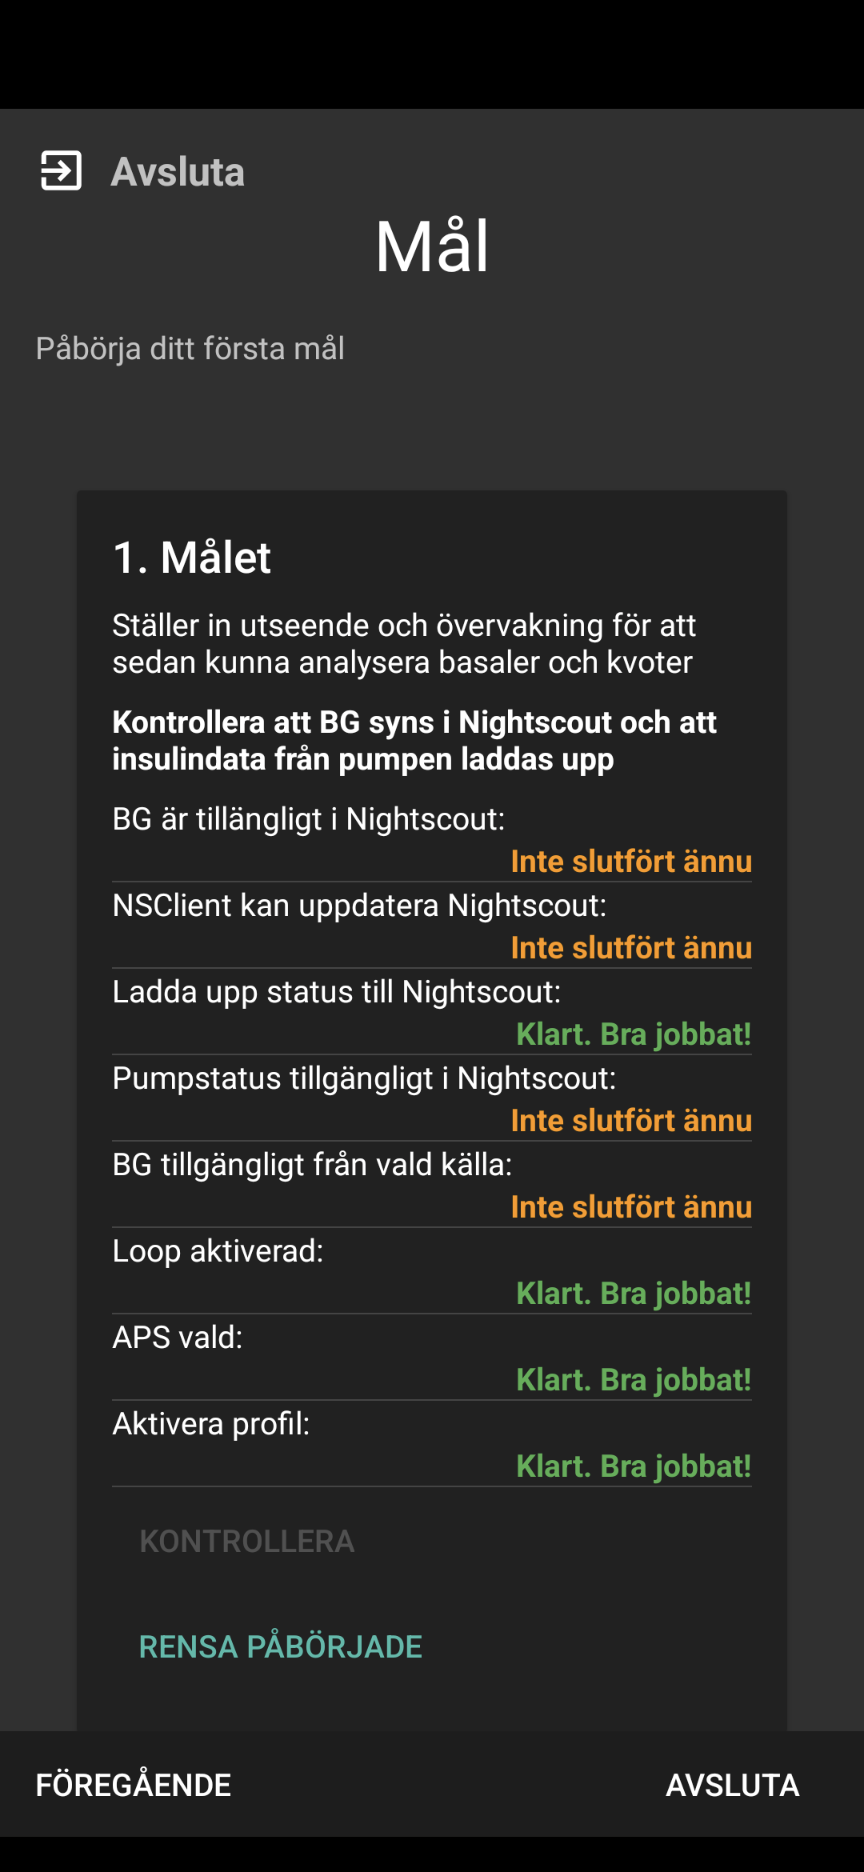 Avsluta
Mål
Påbörja ditt första mål
1. Målet
Ställer in utseende och övervakning för att
sedan kunna analysera basaler och kvoter
Kontrollera att BG syns i Nightscout och att
insulindata från pumpen laddas upp
BG är tillängligt i Nightscout:
Inte slutfört ännu
NSClient kan uppdatera Nightscout:
Inte slutfört ännu
Ladda upp status till Nightscout:
Klart. Bra jobbat!
Pumpstatus tillgängligt i Nightscout:
Inte slutfört ännu
BG tillgängligt från vald källa:
Inte slutfört ännu
Loop aktiverad:
Klart. Bra jobbat!
APS vald:
Klart. Bra jobbat!
Aktivera profil:
Klart. Bra jobbat!
KONTROLLERA
RENSA PÅBÖRJADE
FÖREGÅENDE
AVSLUTA